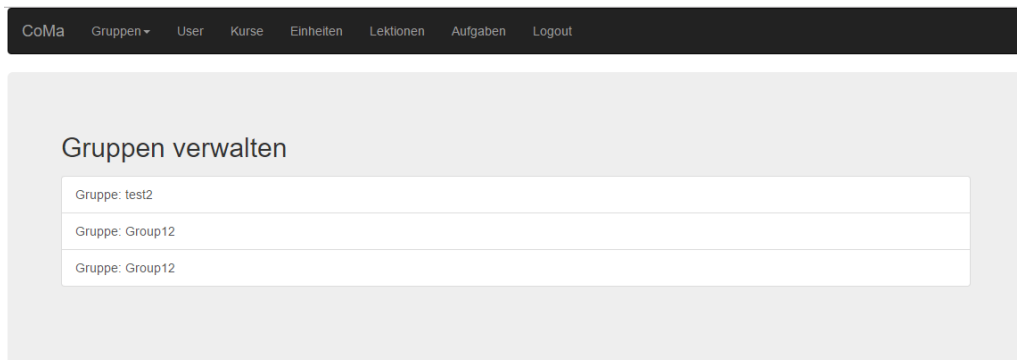 CoMa Gruppen User Kurse Einheiten Lektionen Aufgaben Logout
Gruppen verwalten
Gruppe: test2
Gruppe: Group12
Gruppe: Group12